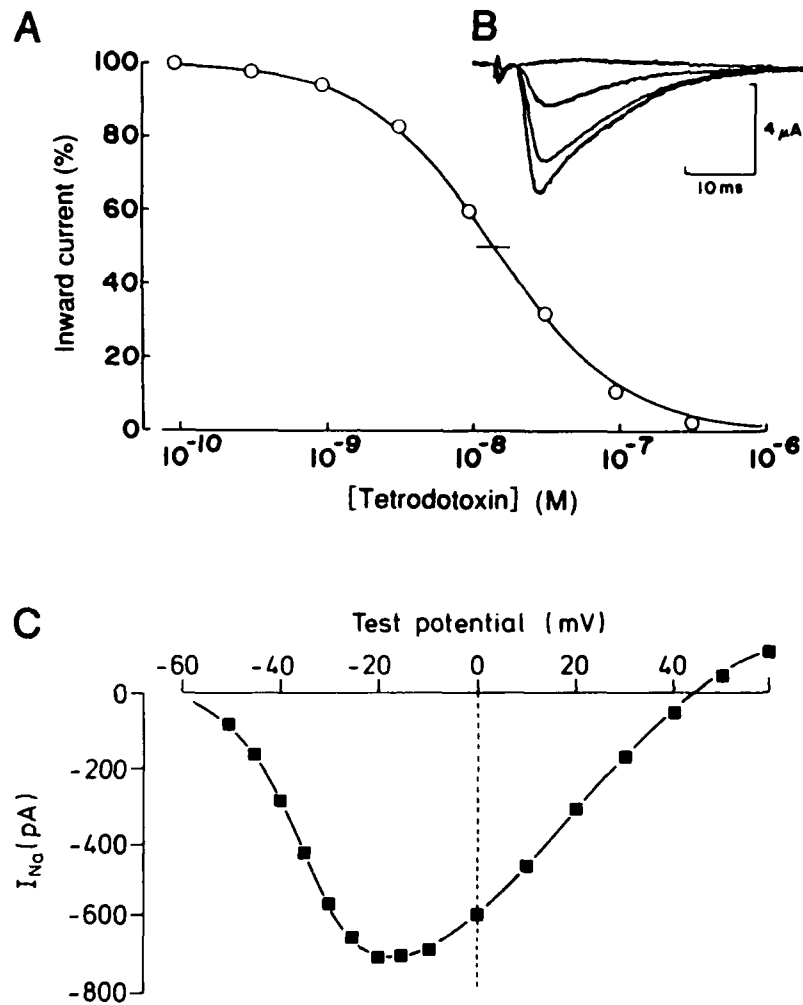 A
B
100
80
60
40
20
0
Inward current (%)
10⁻¹⁰
10⁻⁹
10⁻⁸
10⁻⁷
10⁻⁶
[Tetrodotoxin] (M)
4 μA
10 ms
C
Test potential (mV)
-60
-40
-20
0
20
40
0
-200
-400
-600
-800
I_Na (pA)